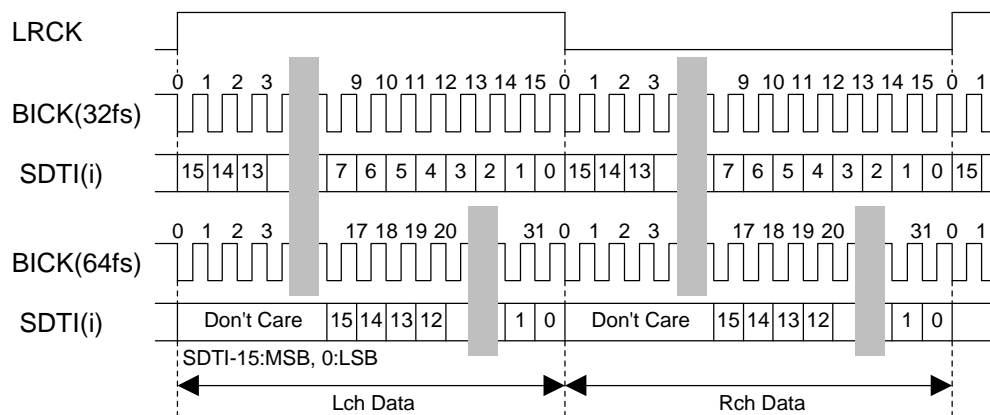 LRCK
0 1 2 3 9 10 11 12 13 14 15 0 1 2 3 9 10 11 12 13 14 15 0 1
BICK(32fs)
SDTI(i) 15 14 13 7 6 5 4 3 2 1 0 15 14 13 7 6 5 4 3 2 1 0 15
0 1 2 3 17 18 19 20 31 0 1 2 3 17 18 19 20 31 0 1
BICK(64fs)
SDTI(i) Don't Care 15 14 13 12 1 0 Don't Care 15 14 13 12 1 0
SDTI-15:MSB, 0:LSB
Lch Data Rch Data